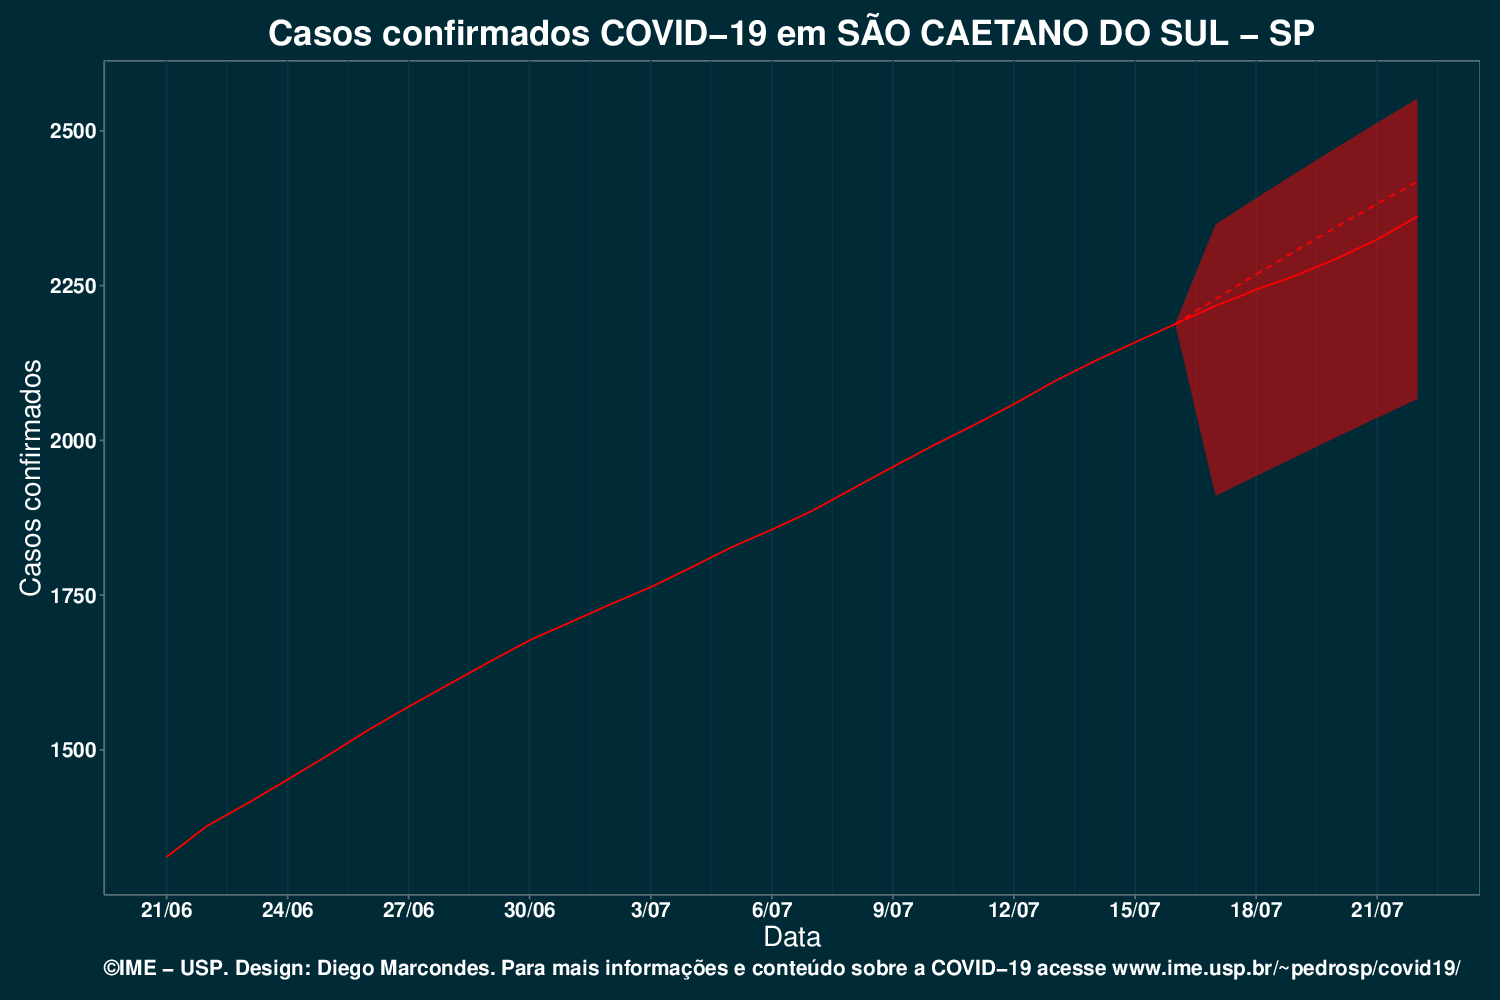 Casos confirmados COVID−19 em SÃO CAETANO DO SUL − SP
Casos confirmados
2500
2250
2000
1750
1500
21/06 24/06 27/06 30/06 3/07 6/07 9/07 12/07 15/07 18/07 21/07
Data
©IME − USP. Design: Diego Marcondes. Para mais informações e conteúdo sobre a COVID−19 acesse www.ime.usp.br/~pedrosp/covid19/